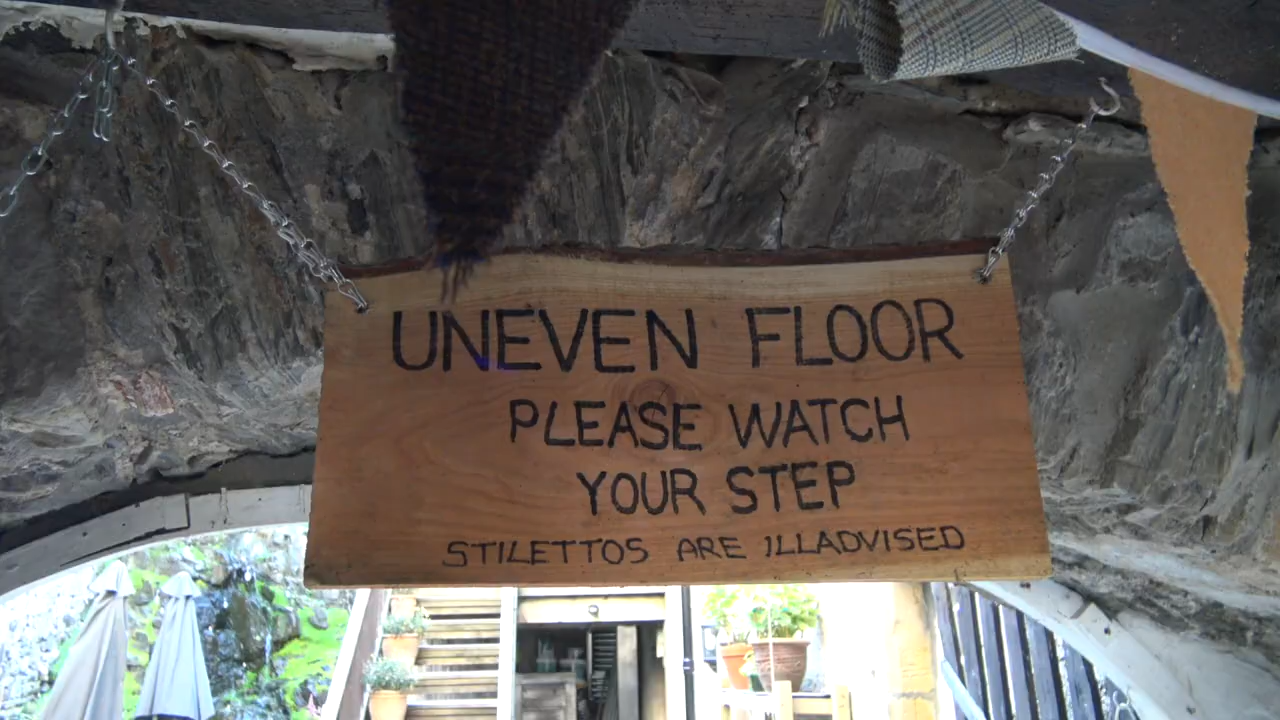 UNEVEN FLOOR
PLEASE WATCH
YOUR STEP
STILETTOS ARE ILLADVISED